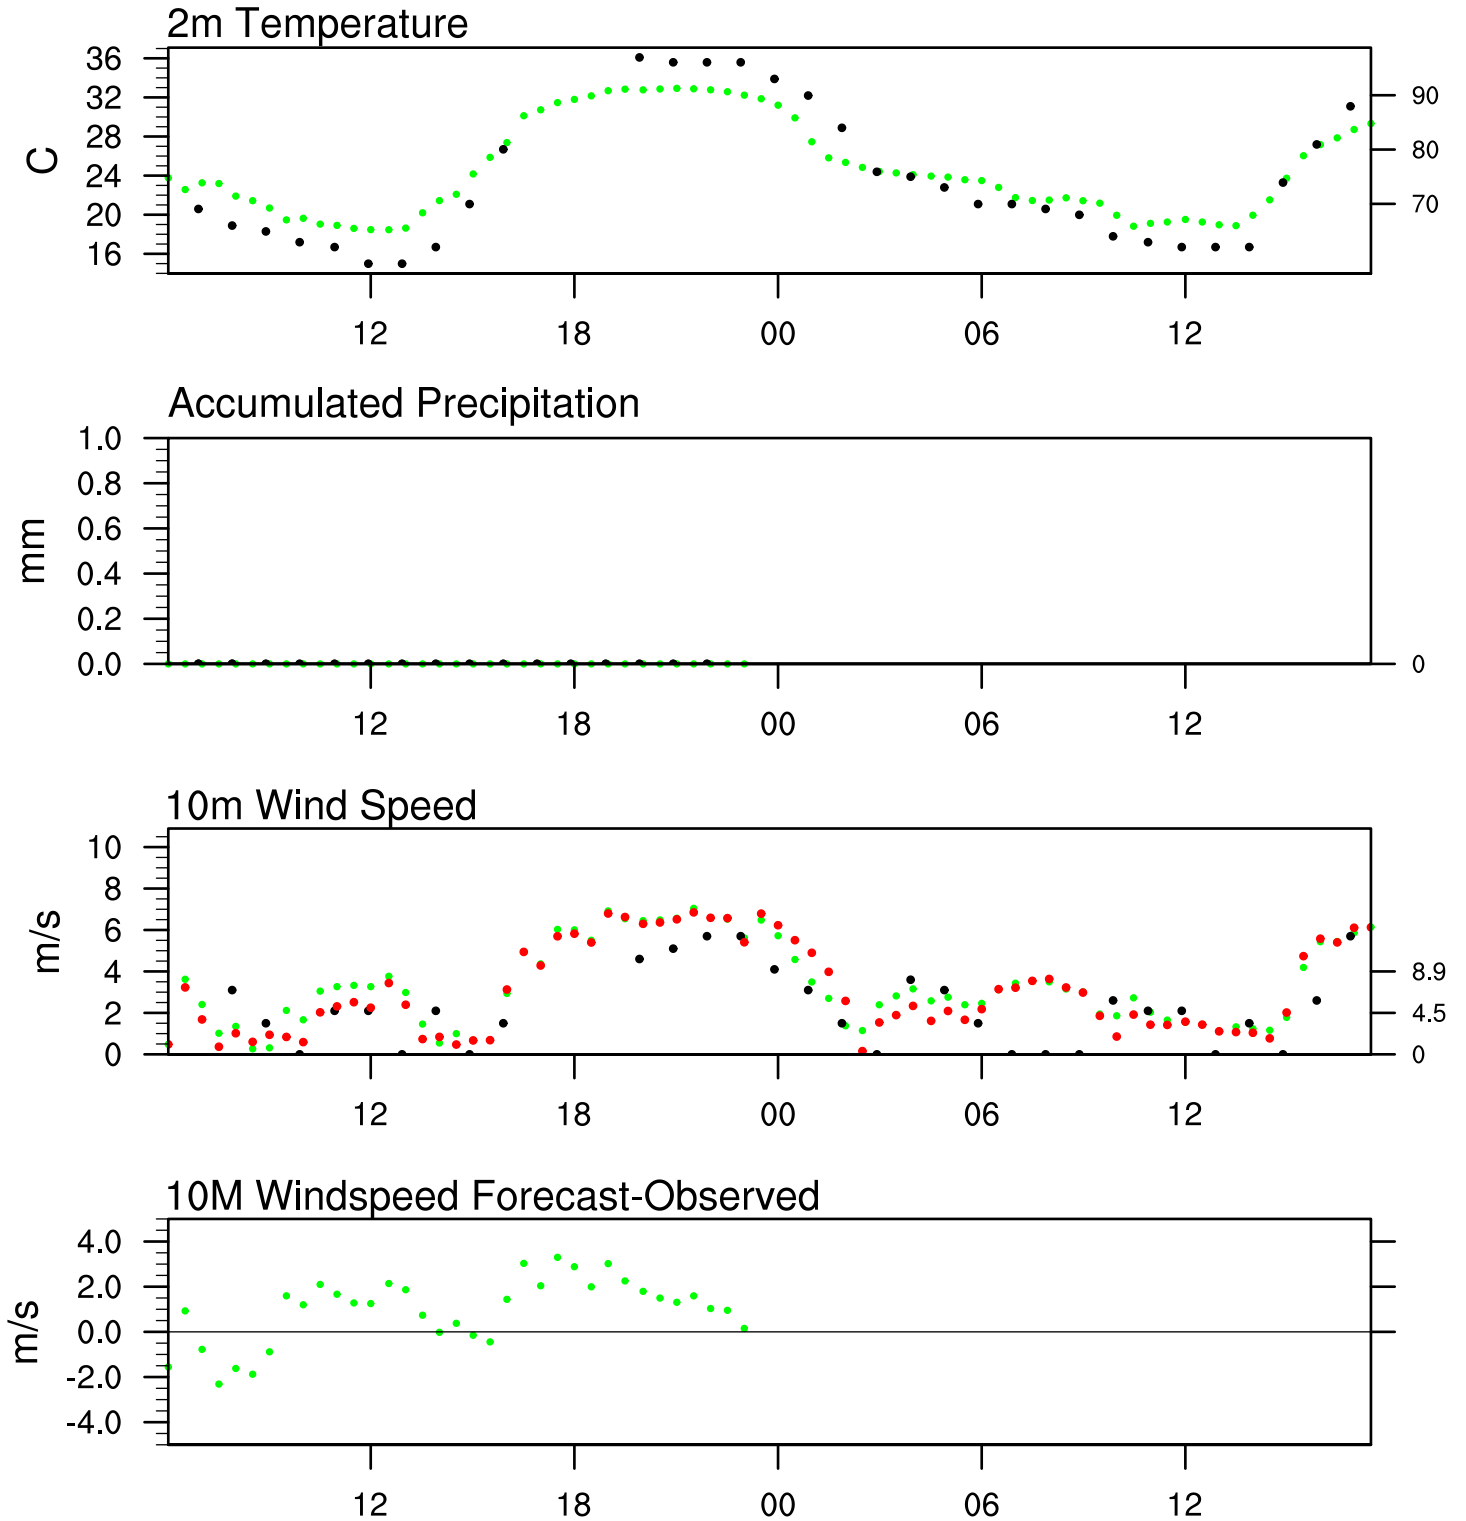 2m Temperature
36
32
28
24
20
16
C
90
80
70
12 18 00 06 12
Accumulated Precipitation
1.0
0.8
0.6
0.4
0.2
0.0
mm
0
12 18 00 06 12
10m Wind Speed
10
8
6
4
2
0
m/s
8.9
4.5
0
12 18 00 06 12
10M Windspeed Forecast-Observed
4.0
2.0
0.0
-2.0
-4.0
m/s
12 18 00 06 12